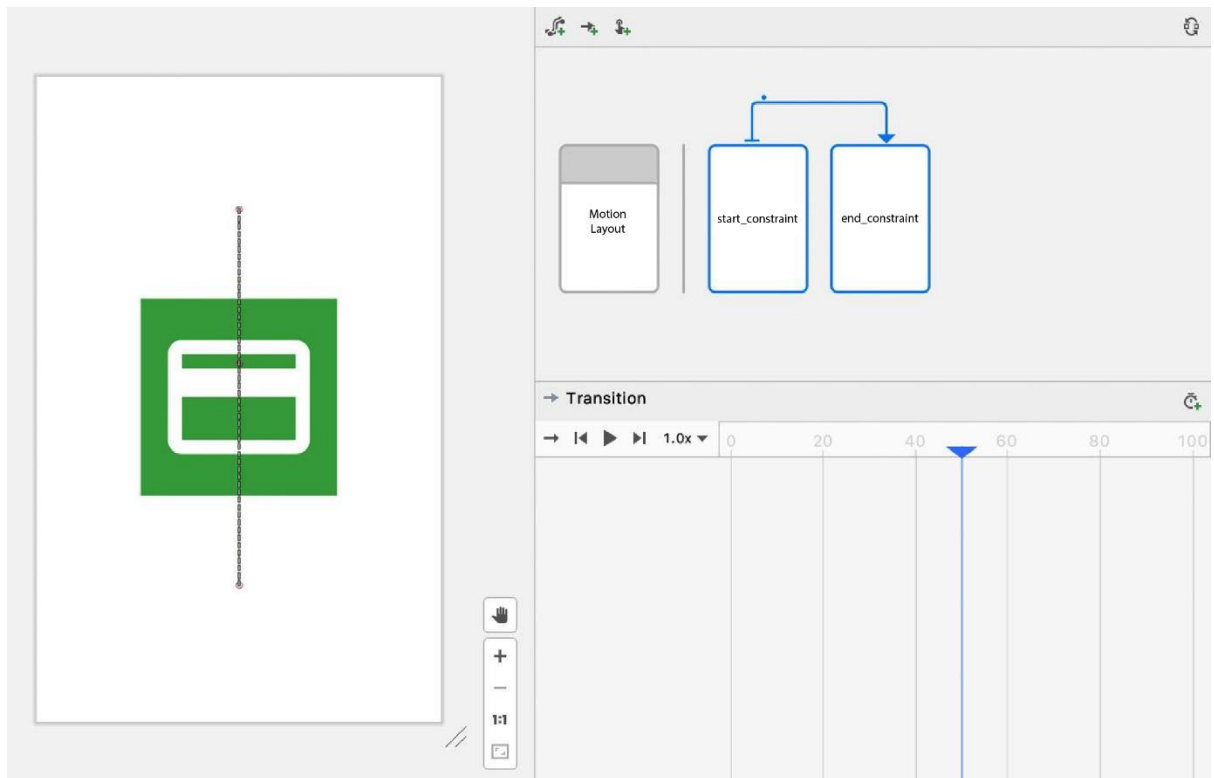 Motion
Layout
start_constraint
end_constraint
Transition
1.0x
0
20
40
60
80
100
1:1